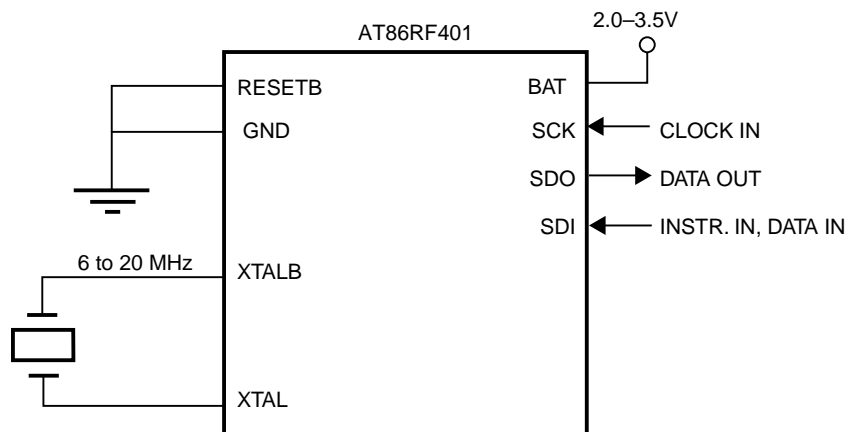 AT86RF401
2.0–3.5V
RESETB
BAT
GND
SCK
CLOCK IN
SDO
DATA OUT
SDI
INSTR. IN, DATA IN
6 to 20 MHz
XTALB
XTAL